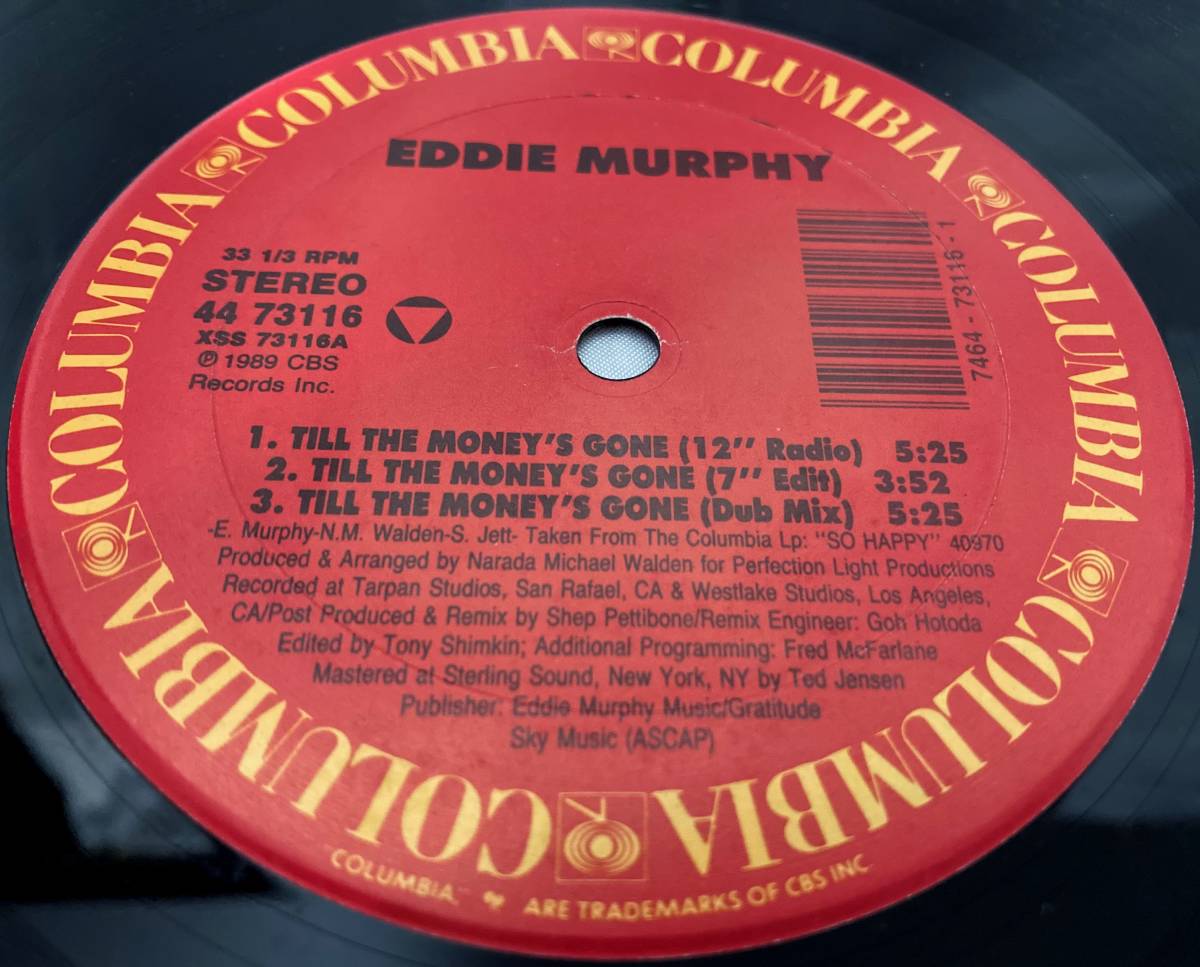 COLUMBIA COLUMBIA COLUMBIA COLUMBIA COLUMBIA COLUMBIA COLUMBIA COLUMBIA
EDDIE MURPHY
33 1/3 RPM
STEREO
44 73116
XSS 73116A
℗ 1989 CBS
Records Inc.
7464 - 73116 - 1
1. TILL THE MONEY'S GONE (12" Radio) 5:25
2. TILL THE MONEY'S GONE (7" Edit) 3:52
3. TILL THE MONEY'S GONE (Dub Mix) 5:25
-E. Murphy-N.M. Walden-S. Jett- Taken From The Columbia Lp: "SO HAPPY" 40970
Produced & Arranged by Narada Michael Walden for Perfection Light Productions
Recorded at Tarpan Studios, San Rafael, CA & Westlake Studios, Los Angeles,
CA/Post Produced & Remix by Shep Pettibone/Remix Engineer: Goh Hotoda
Edited by Tony Shimkin; Additional Programming: Fred McFarlane
Mastered at Sterling Sound, New York, NY by Ted Jensen
Publisher: Eddie Murphy Music/Gratitude
Sky Music (ASCAP)
"COLUMBIA," ARE TRADEMARKS OF CBS INC.